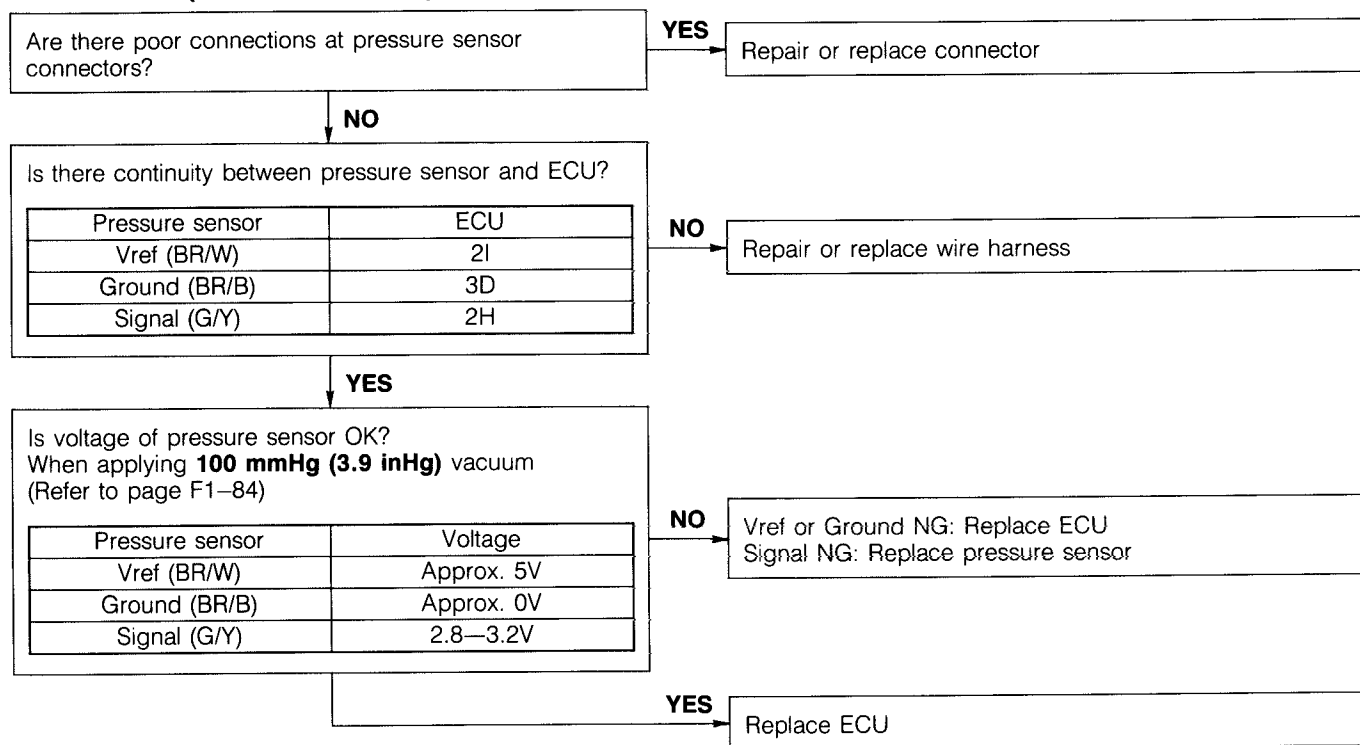 Are there poor connections at pressure sensor
connectors?
YES
Repair or replace connector
NO
Is there continuity between pressure sensor and ECU?
Pressure sensor ECU
Vref (BR/W) 2I
Ground (BR/B) 3D
Signal (G/Y) 2H
NO
Repair or replace wire harness
YES
Is voltage of pressure sensor OK?
When applying 100 mmHg (3.9 inHg) vacuum
(Refer to page F1–84)
Pressure sensor Voltage
Vref (BR/W) Approx. 5V
Ground (BR/B) Approx. 0V
Signal (G/Y) 2.8—3.2V
NO
Vref or Ground NG: Replace ECU
Signal NG: Replace pressure sensor
YES
Replace ECU